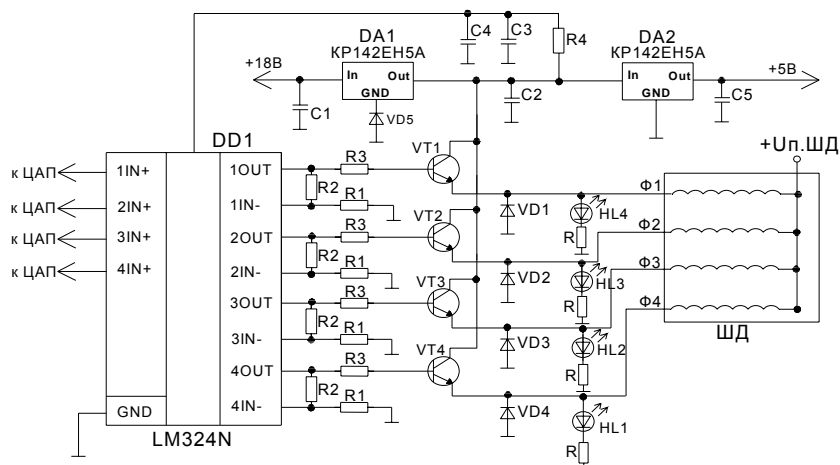 DA1
КР142ЕН5А
DA2
КР142ЕН5А
C4
C3
R4
+18В
In
Out
GND
In
Out
GND
+5В
C1
VD5
C2
C5
DD1
+Uп.ШД
к ЦАП
1IN+
1OUT
R3
VT1
Ф1
R2
к ЦАП
2IN+
1IN-
R1
VD1
HL4
R
к ЦАП
3IN+
2OUT
R3
VT2
Ф2
R2
к ЦАП
4IN+
2IN-
R1
VD2
HL3
R
Ф3
3OUT
R3
VT3
R2
Ф4
ШД
3IN-
R1
VD3
HL2
R
4OUT
R3
VT4
R2
GND
4IN-
R1
VD4
HL1
R
LM324N